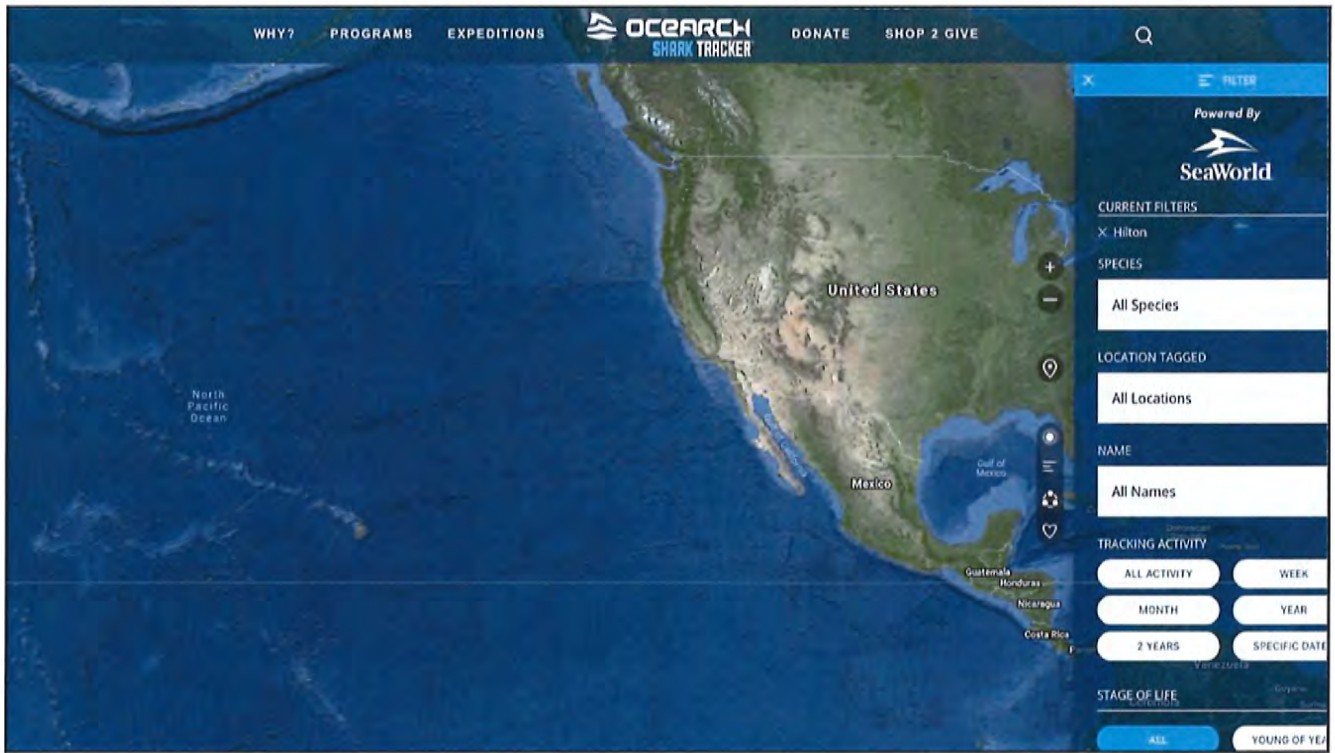 WHY?
PROGRAMS
EXPEDITIONS
OCEARCH
SHARK TRACKER
DONATE
SHOP 2 GIVE
FILTER
Powered By
SeaWorld
CURRENT FILTERS
× Hilton
SPECIES
All Species
LOCATION TAGGED
All Locations
NAME
All Names
TRACKING ACTIVITY
ALL ACTIVITY
WEEK
MONTH
YEAR
2 YEARS
SPECIFIC DATE
STAGE OF LIFE
ALL
YOUNG OF YEA
United States
North
Pacific
Ocean
Gulf of California
Gulf of
Mexico
Mexico
Guatemala
Honduras
Nicaragua
Costa Rica
Venezuela